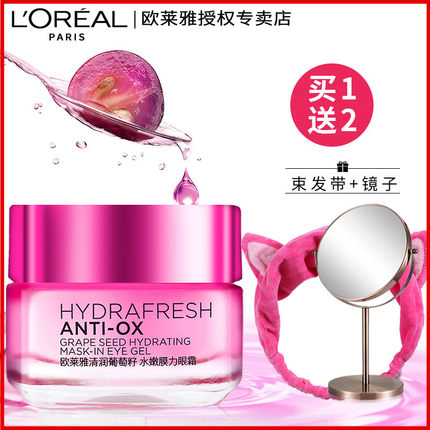 L'ORÉAL
PARIS
欧莱雅授权专卖店
买1
送2
束发带+镜子
HYDRAFRESH
ANTI-OX
GRAPE SEED HYDRATING
MASK-IN EYE GEL
欧莱雅清润葡萄籽 水嫩膜力眼霜